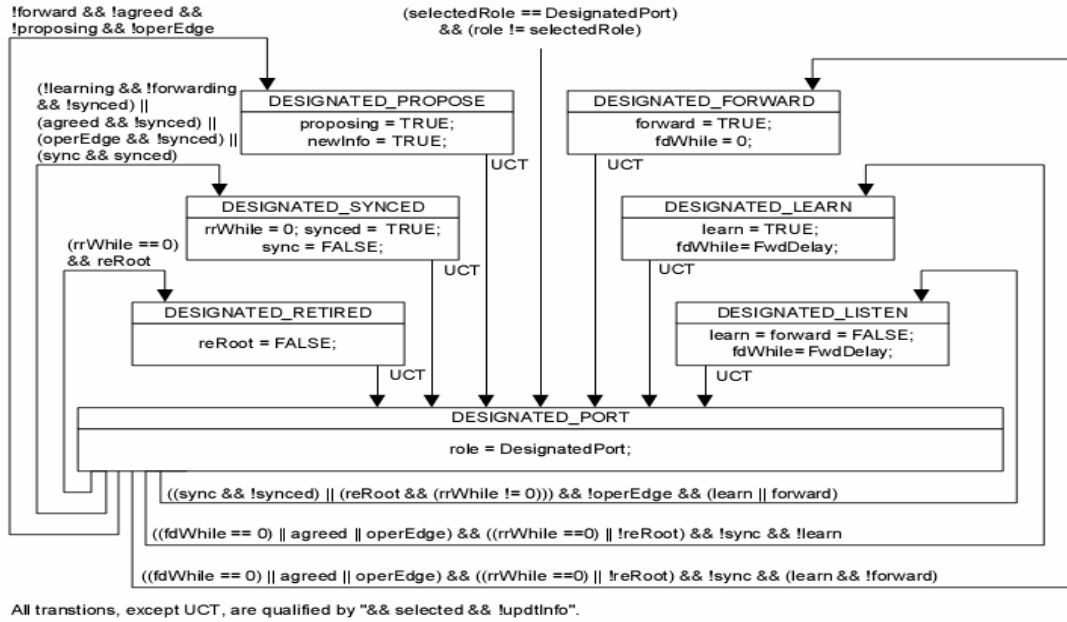 !forward && !agreed &&
!proposing && !operEdge
(selectedRole == DesignatedPort)
&& (role != selectedRole)
(!learning && !forwarding
&& !synced) ||
(agreed && !synced) ||
(operEdge && !synced) ||
(sync && synced)
DESIGNATED_PROPOSE
proposing = TRUE;
newInfo = TRUE;
UCT
DESIGNATED_FORWARD
forward = TRUE;
fdWhile = 0;
UCT
DESIGNATED_SYNCED
rrWhile = 0; synced = TRUE;
sync = FALSE;
UCT
DESIGNATED_LEARN
learn = TRUE;
fdWhile= FwdDelay;
UCT
(rrWhile == 0)
&& reRoot
DESIGNATED_RETIRED
reRoot = FALSE;
UCT
DESIGNATED_LISTEN
learn = forward = FALSE;
fdWhile= FwdDelay;
UCT
DESIGNATED_PORT
role = DesignatedPort;
((sync && !synced) || (reRoot && (rrWhile != 0))) && !operEdge && (learn || forward)
((fdWhile == 0) || agreed || operEdge) && ((rrWhile ==0) || !reRoot) && !sync && !learn
((fdWhile == 0) || agreed || operEdge) && ((rrWhile ==0) || !reRoot) && !sync && (learn && !forward)
All transtions, except UCT, are qualified by "&& selected && !updtInfo".